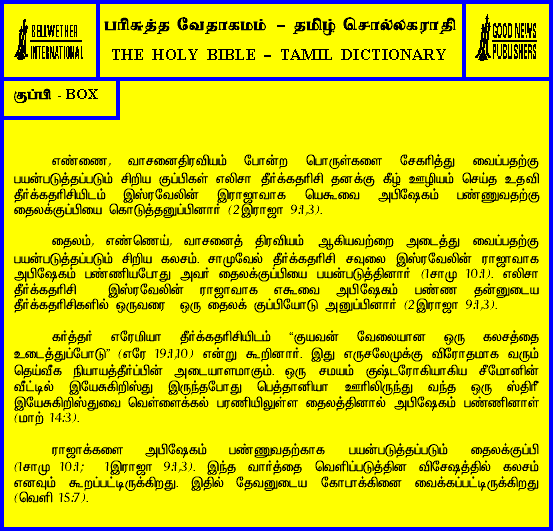 BELLWETHER
INTERNATIONAL
பரிசுத்த வேதாகமம் – தமிழ் சொல்லகராதி
THE HOLY BIBLE – TAMIL DICTIONARY
GOOD NEWS
PUBLISHERS
குப்பி - BOX
எண்ணை, வாசனைதிரவியம் போன்ற பொருள்களை சேகரித்து வைப்பதற்கு
பயன்படுத்தப்படும் சிறிய குப்பிகள் எலிசா தீர்க்கதரிசி தனக்கு கீழ் ஊழியம் செய்த உதவி
தீர்க்கதரிசியிடம் இஸ்ரவேலின் இராஜாவாக யெகூவை அபிஷேகம் பண்ணுவதற்கு
தைலக்குப்பியை கொடுத்தனுப்பினார் (2இராஜா 9:1,3).
தைலம், எண்ணெய், வாசனைத் திரவியம் ஆகியவற்றை அடைத்து வைப்பதற்கு
பயன்படுத்தப்படும் சிறிய கலசம். சாமுவேல் தீர்க்கதரிசி சவுலை இஸ்ரவேலின் ராஜாவாக
அபிஷேகம் பண்ணியபோது அவர் தைலக்குப்பியை பயன்படுத்தினார் (1சாமு 10:1). எலிசா
தீர்க்கதரிசி இஸ்ரவேலின் ராஜாவாக எகூவை அபிஷேகம் பண்ண தன்னுடைய
தீர்க்கதரிசிகளில் ஒருவரை ஒரு தைலக் குப்பியோடு அனுப்பினார் (2இராஜா 9:1,3).
கர்த்தர் எரேமியா தீர்க்கதரிசியிடம் “குயவன் வேலையான ஒரு கலசத்தை
உடைத்துப்போடு” (எரே 19:1,10) என்று கூறினார். இது எருசலேமுக்கு விரோதமாக வரும்
தெய்வீக நியாயத்தீர்ப்பின் அடையாளமாகும். ஒரு சமயம் குஷ்டரோகியாகிய சீமோனின்
வீட்டில் இயேசுகிறிஸ்து இருந்தபோது பெத்தானியா ஊரிலிருந்து வந்த ஒரு ஸ்திரீ
இயேசுகிறிஸ்துவை வெள்ளைக்கல் பரணியிலுள்ள தைலத்தினால் அபிஷேகம் பண்ணினாள்
(மாற் 14:3).
ராஜாக்களை அபிஷேகம் பண்ணுவதற்காக பயன்படுத்தப்படும் தைலக்குப்பி
(1சாமு 10:1; 1இராஜா 9:1,3). இந்த வார்த்தை வெளிப்படுத்தின விசேஷத்தில் கலசம்
எனவும் கூறப்பட்டிருக்கிறது. இதில் தேவனுடைய கோபாக்கினை வைக்கப்பட்டிருக்கிறது
(வெளி 15:7).